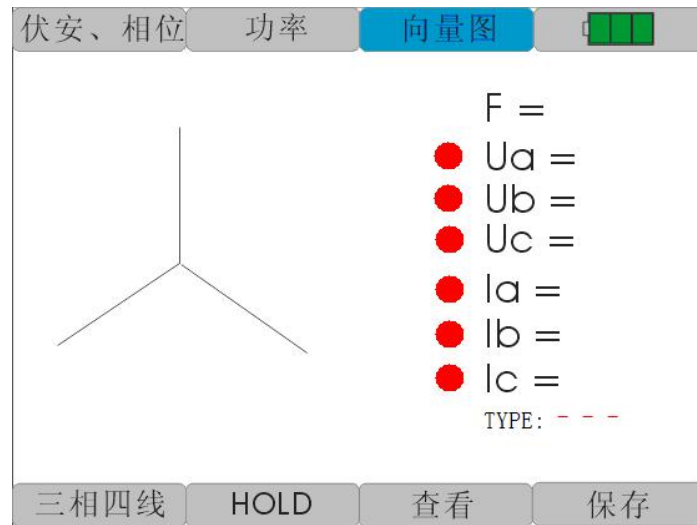 伏安、相位 功率 向量图
F =
Ua =
Ub =
Uc =
Ia =
Ib =
Ic =
TYPE: - - -
三相四线 HOLD 查看 保存